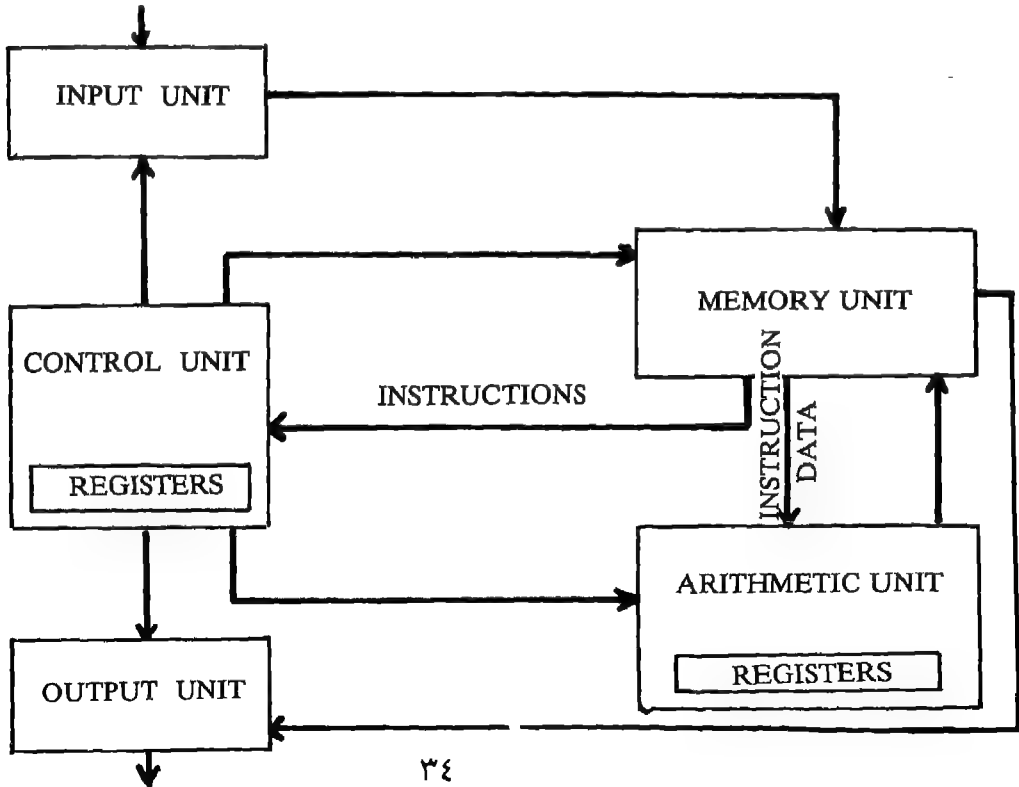 INPUT UNIT
MEMORY UNIT
CONTROL UNIT
INSTRUCTIONS
INSTRUCTION
DATA
REGISTERS
ARITHMETIC UNIT
REGISTERS
OUTPUT UNIT
٣٤